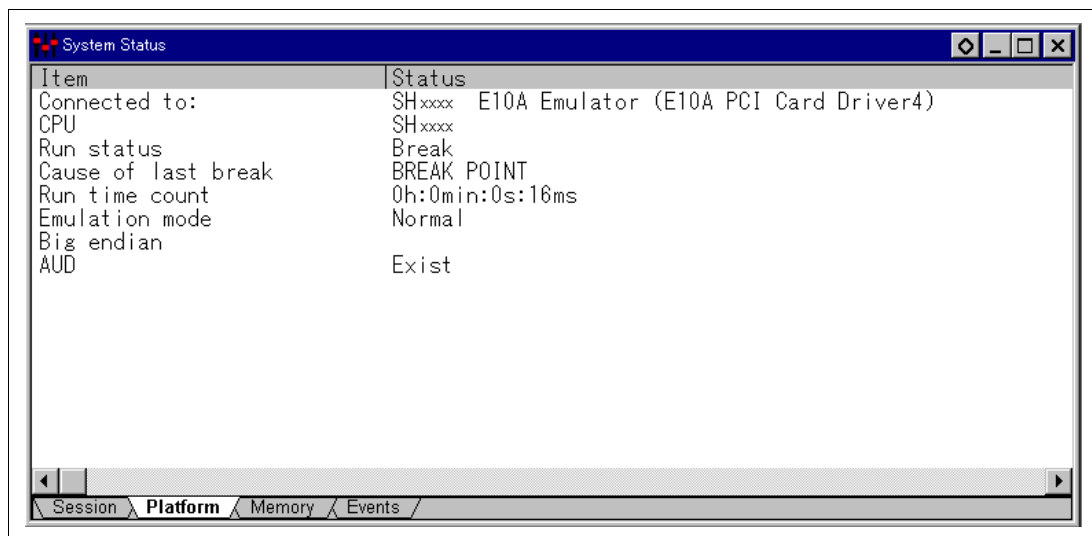 System Status
Item Status
Connected to: SHxxxx E10A Emulator (E10A PCI Card Driver4)
CPU SHxxxx
Run status Break
Cause of last break BREAK POINT
Run time count 0h:0min:0s:16ms
Emulation mode Normal
Big endian
AUD Exist
Session Platform Memory Events